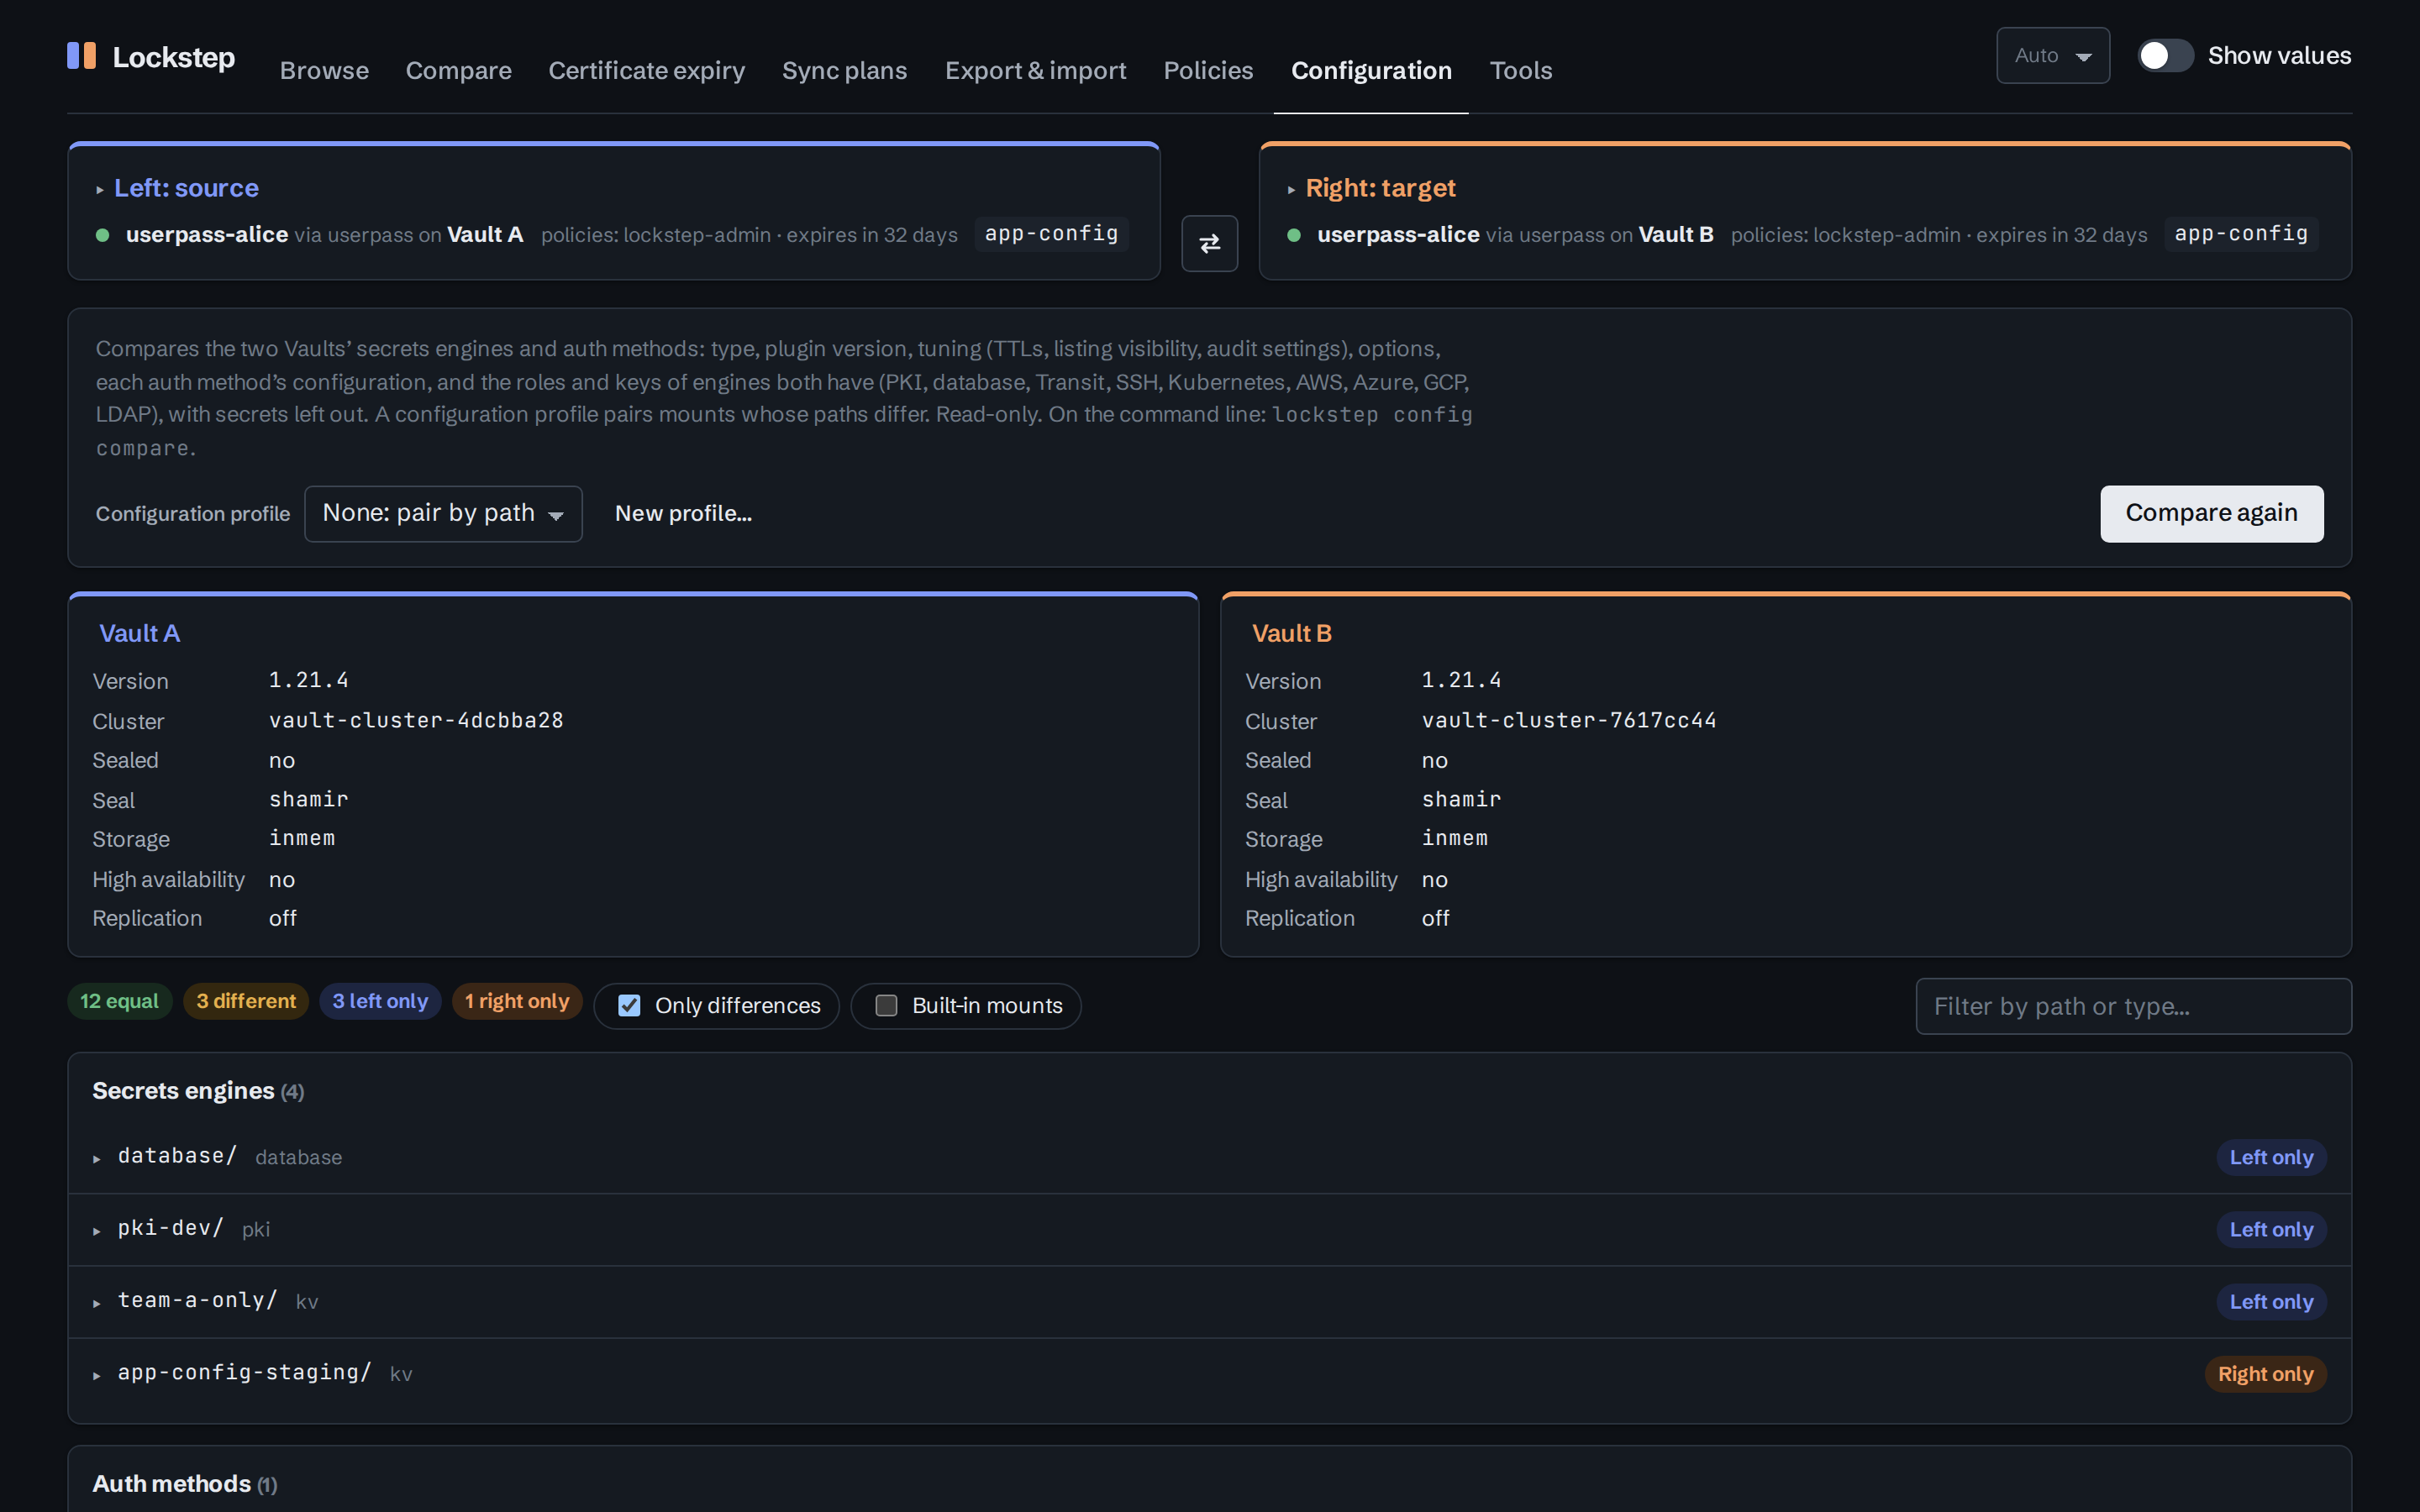 Lockstep
Browse Compare Certificate expiry Sync plans Export & import Policies Configuration Tools
Auto Show values
Left: source
userpass-alice via userpass on Vault A policies: lockstep-admin · expires in 32 days app-config
Right: target
userpass-alice via userpass on Vault B policies: lockstep-admin · expires in 32 days app-config
Compares the two Vaults’ secrets engines and auth methods: type, plugin version, tuning (TTLs, listing visibility, audit settings), options,
each auth method’s configuration, and the roles and keys of engines both have (PKI, database, Transit, SSH, Kubernetes, AWS, Azure, GCP,
LDAP), with secrets left out. A configuration profile pairs mounts whose paths differ. Read-only. On the command line: lockstep config
compare.
Configuration profile None: pair by path New profile... Compare again
Vault A
Version 1.21.4
Cluster vault-cluster-4dcbba28
Sealed no
Seal shamir
Storage inmem
High availability no
Replication off
Vault B
Version 1.21.4
Cluster vault-cluster-7617cc44
Sealed no
Seal shamir
Storage inmem
High availability no
Replication off
12 equal 3 different 3 left only 1 right only Only differences Built-in mounts Filter by path or type...
Secrets engines (4)
database/ database Left only
pki-dev/ pki Left only
team-a-only/ kv Left only
app-config-staging/ kv Right only
Auth methods (1)